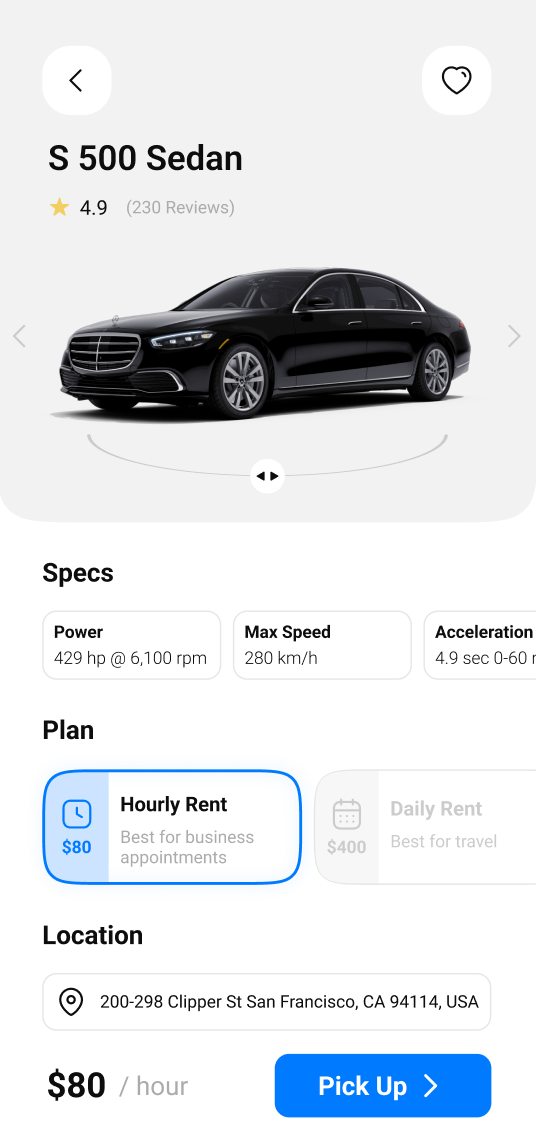 S 500 Sedan
4.9 (230 Reviews)
Specs
Power
429 hp @ 6,100 rpm
Max Speed
280 km/h
Acceleration
4.9 sec 0-60
Plan
$80
Hourly Rent
Best for business
appointments
$400
Daily Rent
Best for travel
Location
200-298 Clipper St San Francisco, CA 94114, USA
$80 / hour
Pick Up